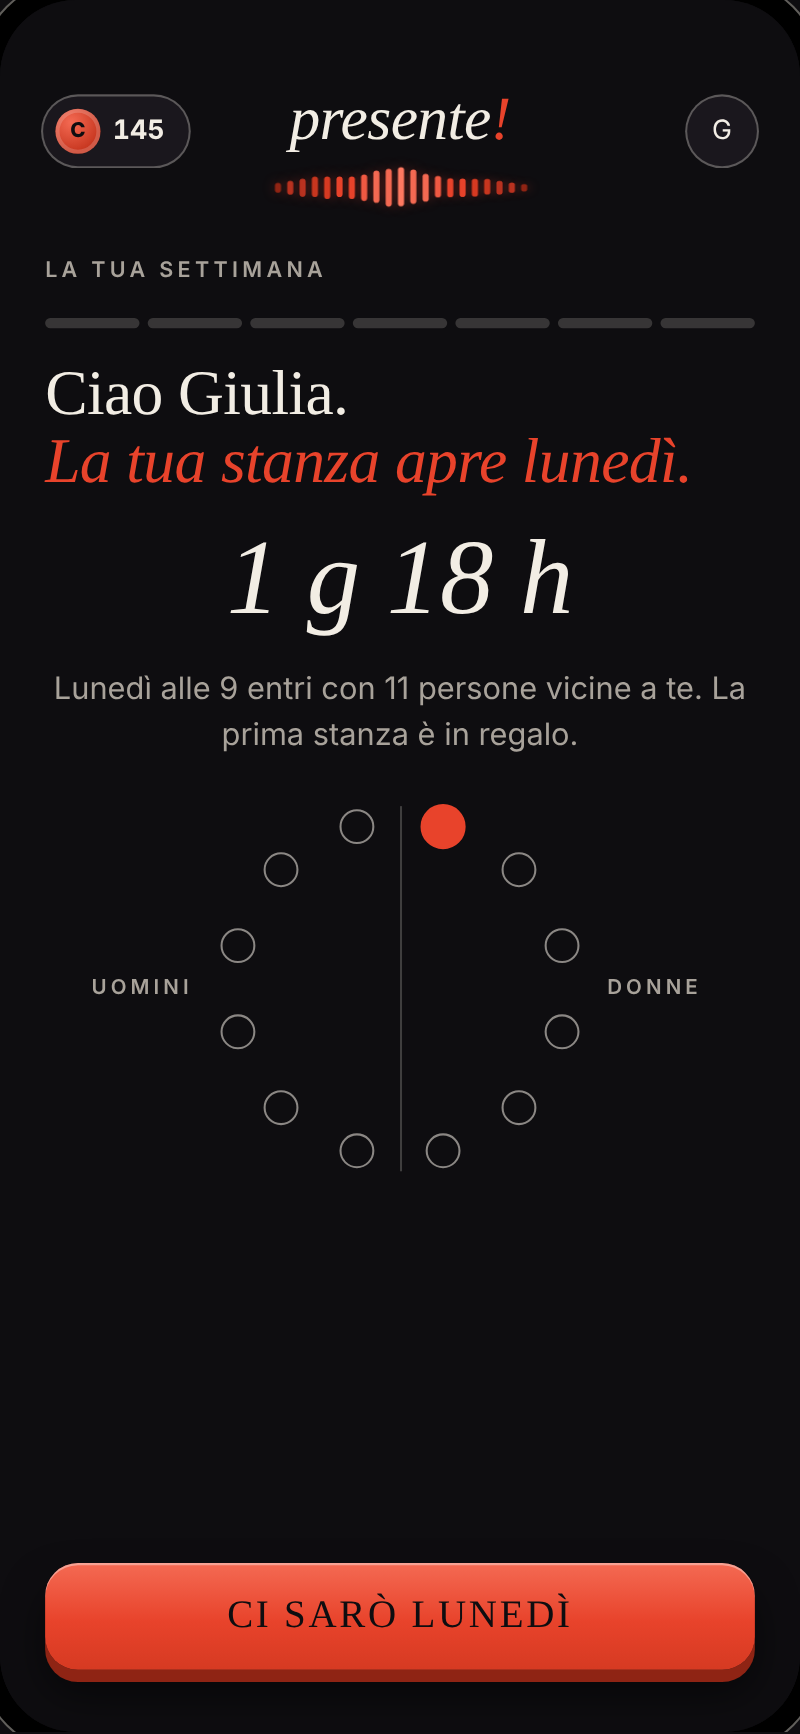 C 145
presente!
G
LA TUA SETTIMANA
Ciao Giulia.
La tua stanza apre lunedì.
1 g 18 h
Lunedì alle 9 entri con 11 persone vicine a te. La
prima stanza è in regalo.
UOMINI
DONNE
CI SARÒ LUNEDÌ